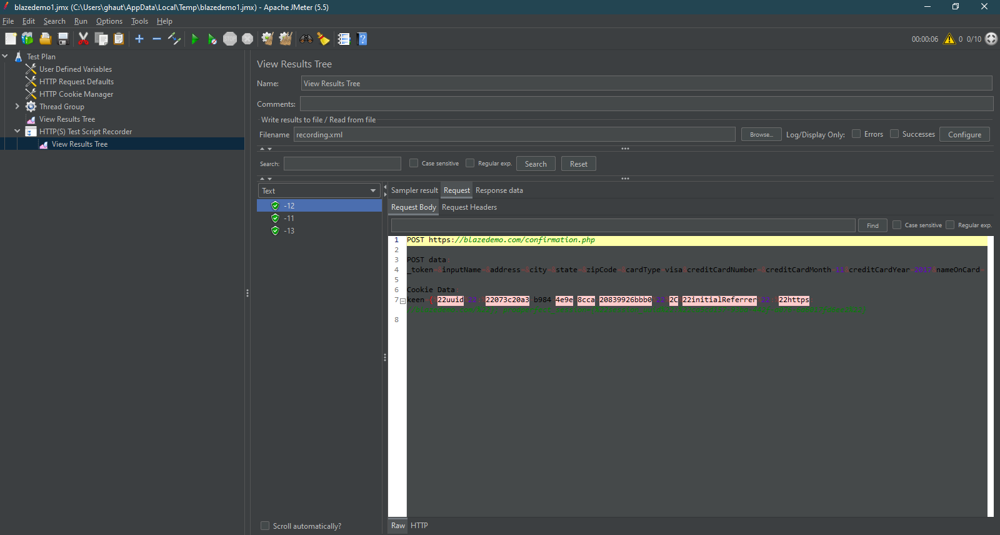 blazedemo1.jmx (C:\Users\ghaut\AppData\Local\Temp\blazedemo1.jmx) - Apache JMeter (5.5)
File Edit Search Run Options Tools Help
STOP 00:00:06 0 0/10
Test Plan
User Defined Variables
HTTP Request Defaults
HTTP Cookie Manager
Thread Group
View Results Tree
HTTP(S) Test Script Recorder
View Results Tree
View Results Tree
Name: View Results Tree
Comments:
Write results to file / Read from file
Filename recording.xml Browse... Log/Display Only: Errors Successes Configure
Search: Case sensitive Regular exp. Search Reset
Text
-12
-11
-13
Scroll automatically?
Sampler result Request Response data
Request Body Request Headers
Find Case sensitive Regular exp.
1 POST https://blazedemo.com/confirmation.php
2
3 POST data
4 _token &inputName &address &city &state &zipCode &cardType visa&creditCardNumber &creditCardMonth 11&creditCardYear 2017&nameOnCard
5
6 Cookie Data
7 keen { 22uuid 22 22073c20a3 b984 4e9e 8cca 20839926bbb0 22 2C 22initialReferrer 22 22https
8
Raw HTTP